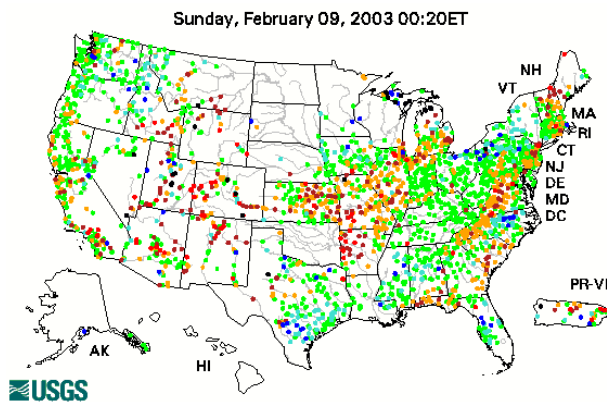 Sunday, February 09, 2003 00:20ET
NH
VT
MA
RI
CT
NJ
DE
MD
DC
PR-VI
AK
HI
USGS